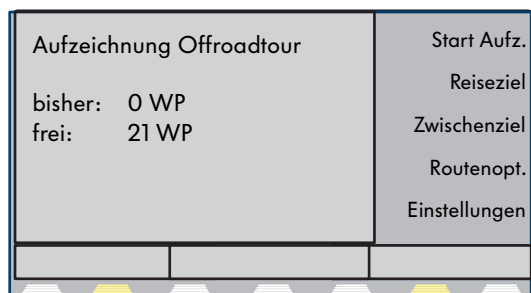 Aufzeichnung Offroadtour
bisher: 0 WP
frei: 21 WP
Start Aufz.
Reiseziel
Zwischenziel
Routenopt.
Einstellungen